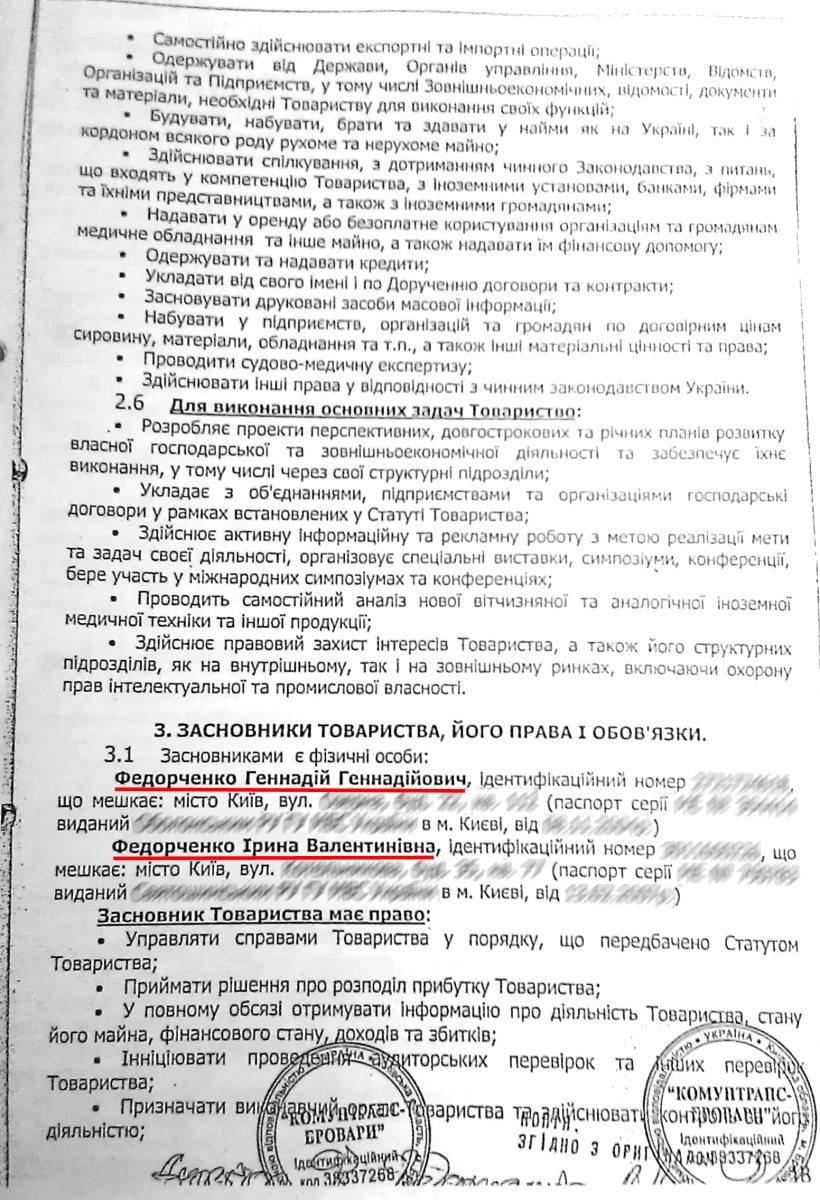 • Самостійно здійснювати експортні та імпортні операції;
• Одержувати від Держави, Органів управління, Міністерств, Відомств,
Організацій та Підприємств, у тому числі Зовнішньоекономічних, відомості, документи
та матеріали, необхідні Товариству для виконання своїх функцій;
• Будувати, набувати, брати та здавати у найми як на Україні, так і за
кордоном всякого роду рухоме та нерухоме майно;
• Здійснювати спілкування, з дотриманням чинного Законодавства, з питань,
що входять у компетенцію Товариства, з іноземними установами, банками, фірмами
та їхніми представництвами, а також з іноземними громадянами;
• Надавати у оренду або безоплатне користування організаціям та громадянам
медичне обладнання та інше майно, а також надавати їм фінансову допомогу;
• Одержувати та надавати кредити;
• Укладати від свого імені і по Дорученню договори та контракти;
• Засновувати друковані засоби масової інформації;
• Набувати у підприємств, організацій та громадян по договірним цінам
сировину, матеріали, обладнання та т.п., а також інші матеріальні цінності та права;
• Проводити судово-медичну експертизу;
• Здійснювати інші права у відповідності з чинним законодавством України.
2.6 Для виконання основних задач Товариство:
• Розробляє проекти перспективних, довгострокових та річних планів розвитку
власної господарської та зовнішньоекономічної діяльності та забезпечує їхнє
виконання, у тому числі через свої структурні підрозділи;
• Укладає з об'єднаннями, підприємствами та організаціями господарські
договори у рамках встановлених у Статуті Товариства;
• Здійснює активну інформаційну та рекламну роботу з метою реалізації мети
та задач своєї діяльності, організовує спеціальні виставки, симпозіуми, конференції,
бере участь у міжнародних симпозіумах та конференціях;
• Проводить самостійний аналіз нової вітчизняної та аналогічної іноземної
медичної техніки та іншої продукції;
• Здійснює правовий захист інтересів Товариства, а також його структурних
підрозділів, як на внутрішньому, так і на зовнішньому ринках, включаючи охорону
прав інтелектуальної та промислової власності.
3. ЗАСНОВНИКИ ТОВАРИСТВА, ЙОГО ПРАВА І ОБОВ'ЯЗКИ.
3.1 Засновниками є фізичні особи:
Федорченко Геннадій Геннадійович, ідентифікаційний номер
що мешкає: місто Київ, вул. (паспорт серії
виданий в м. Києві, від )
Федорченко Ірина Валентинівна, ідентифікаційний номер , що
мешкає: місто Київ, вул. (паспорт серії
виданий в м. Києві, від )
Засновник Товариства має право:
• Управляти справами Товариства у порядку, що передбачено Статутом
Товариства;
• Приймати рішення про розподіл прибутку Товариства;
• У повному обсязі отримувати інформацію про діяльність Товариства, стану
його майна, фінансового стану, доходів та збитків;
• Інніціювати проведення аудиторських перевірок та інших перевірок
Товариства;
• Призначати виконавчий орган Товариства та здійснювати контроль за його
діяльністю;
"КОМУНТРАНС-
БРОВАРИ"
Ідентифікаційний
код 38337268
ЗГІДНО З
УКРАЇНА
"КОМУНТРАНС-
БРОВАРИ"
Ідентифікаційний
код 38337268
18